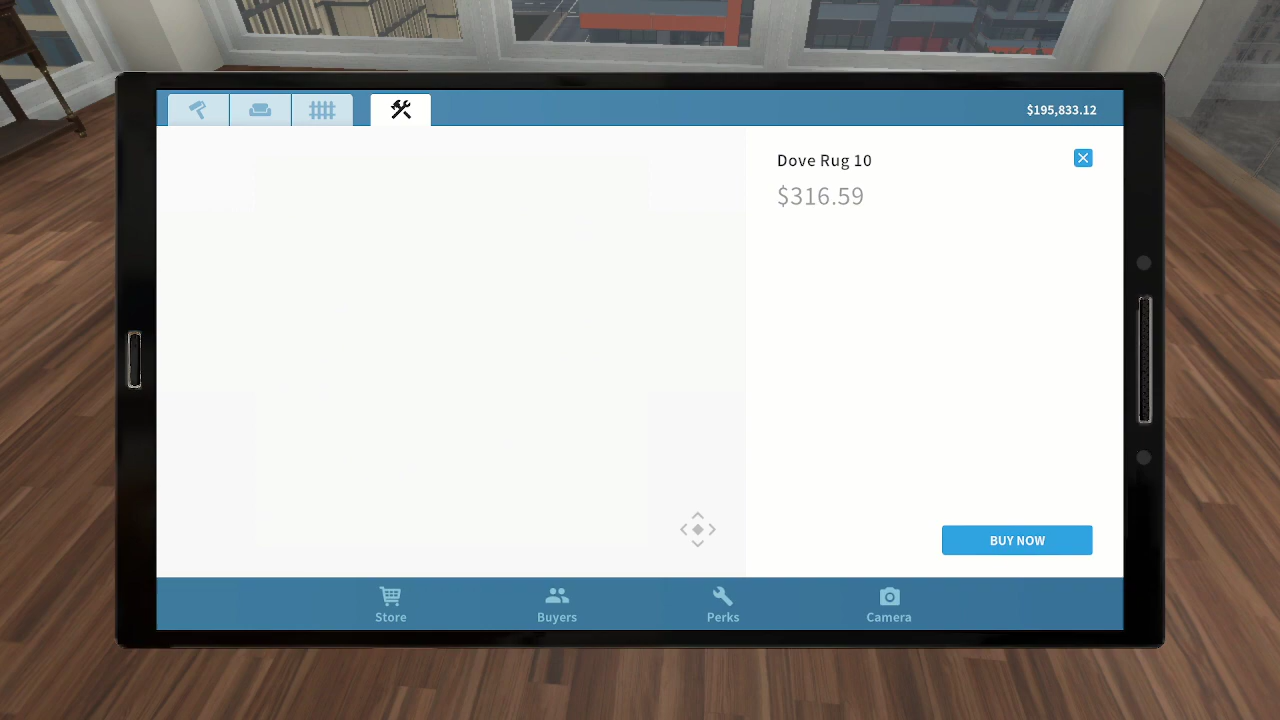 $195,833.12
Dove Rug 10
$316.59
BUY NOW
Store
Buyers
Perks
Camera